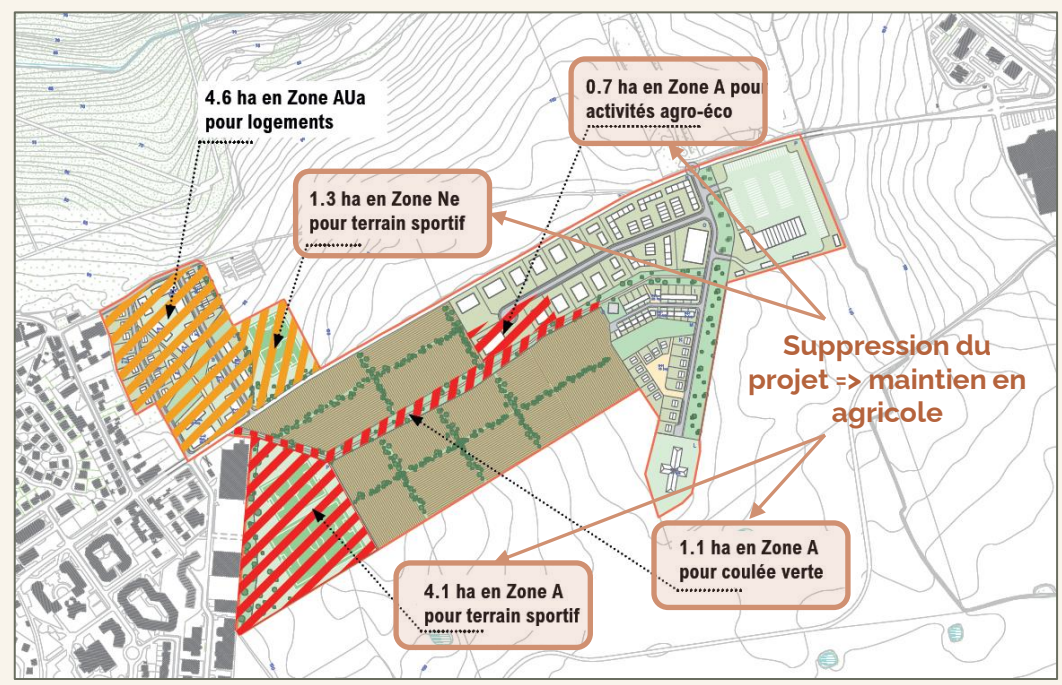 4.6 ha en Zone AUa
pour logements
0.7 ha en Zone A pour
activités agro-éco
1.3 ha en Zone Ne
pour terrain sportif
Suppression du
projet => maintien en
agricole
1.1 ha en Zone A
pour coulée verte
4.1 ha en Zone A
pour terrain sportif